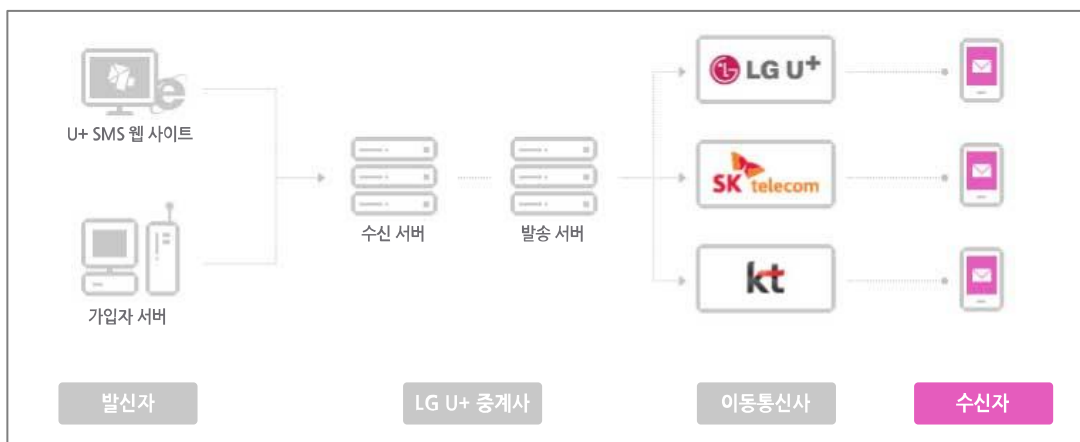 U+ SMS 웹 사이트
가입자 서버
수신 서버
발송 서버
LG U+
SK telecom
kt
발신자
LG U+ 중계사
이동통신사
수신자